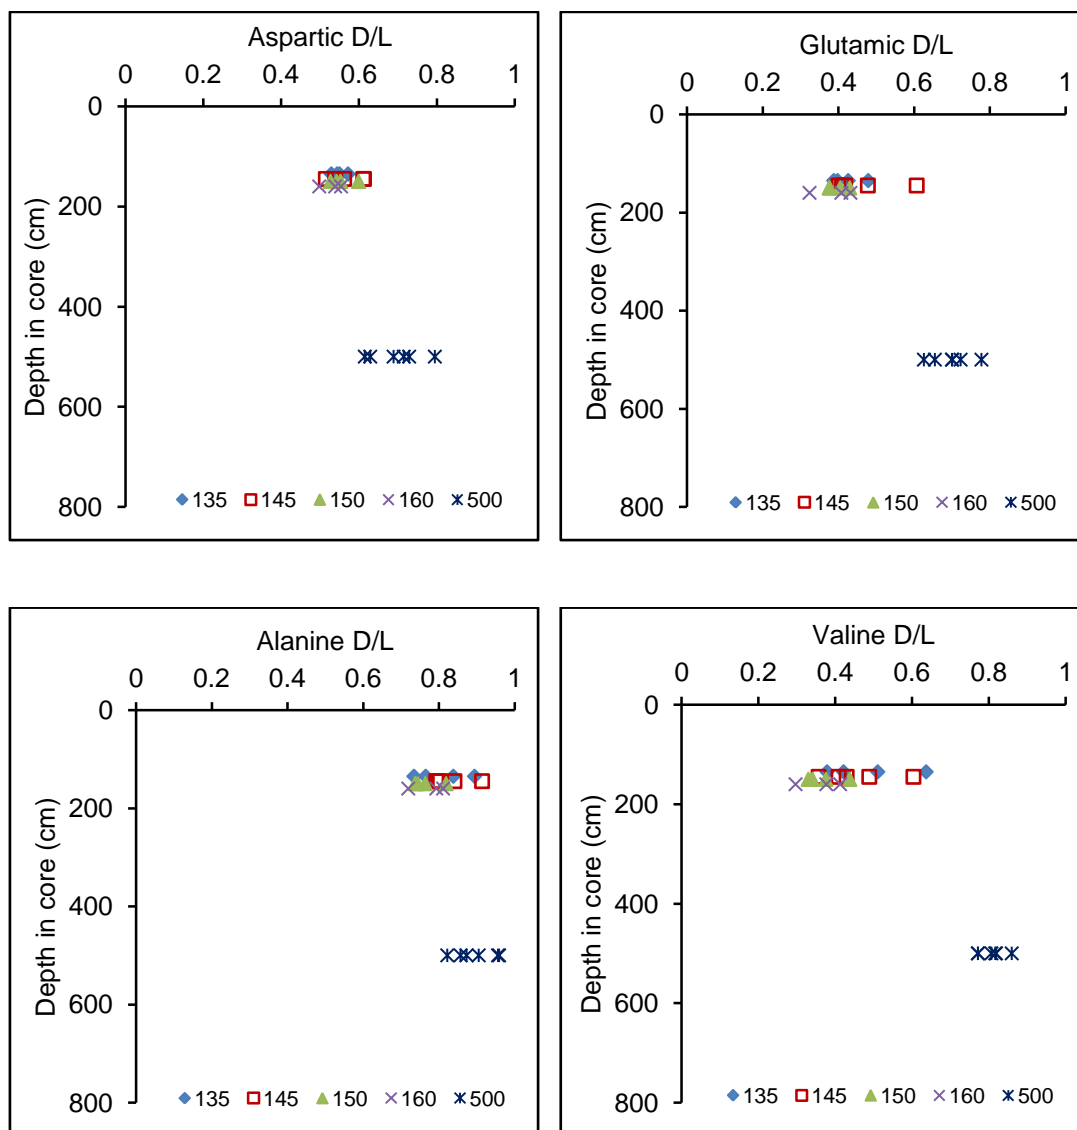 Aspartic D/L
0 0.2 0.4 0.6 0.8 1
0
200
400
600
800
Depth in core (cm)
135 145 150 160 500
Glutamic D/L
0 0.2 0.4 0.6 0.8 1
0
200
400
600
800
Depth in core (cm)
135 145 150 160 500
Alanine D/L
0 0.2 0.4 0.6 0.8 1
0
200
400
600
800
Depth in core (cm)
135 145 150 160 500
Valine D/L
0 0.2 0.4 0.6 0.8 1
0
200
400
600
800
Depth in core (cm)
135 145 150 160 500